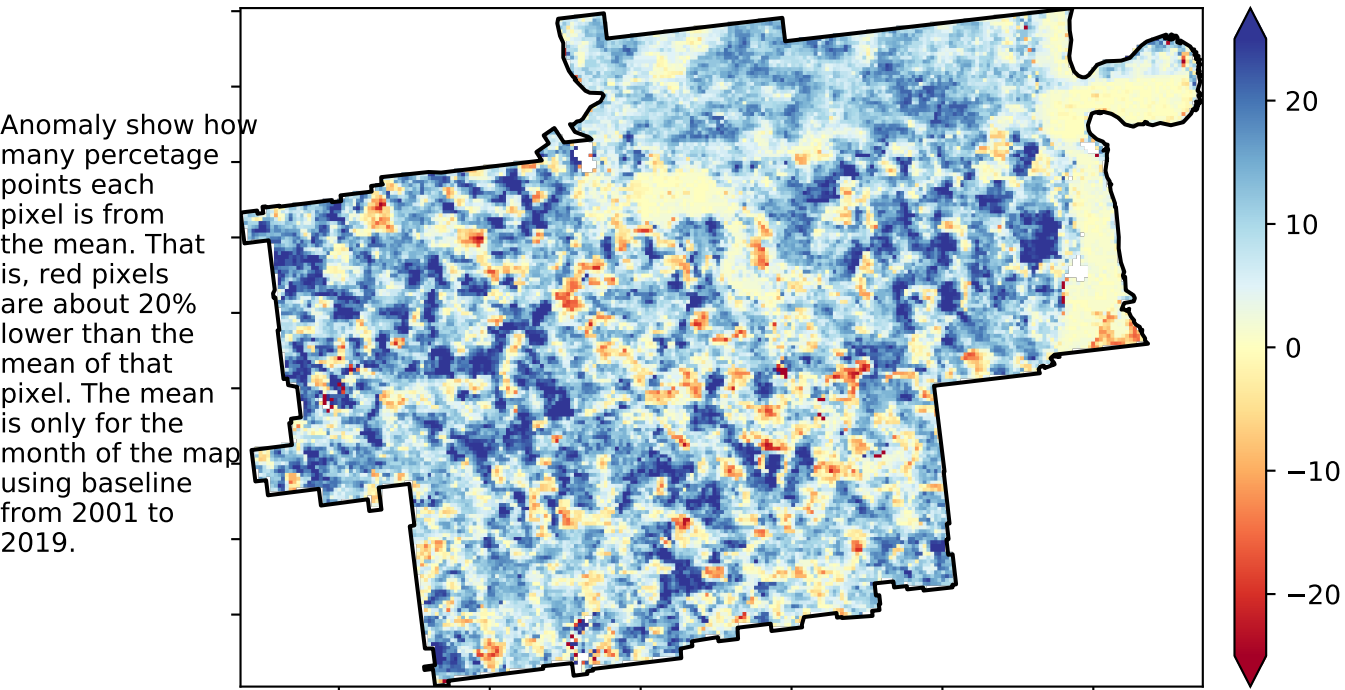 Anomaly show how
many percetage
points each
pixel is from
the mean. That
is, red pixels
are about 20%
lower than the
mean of that
pixel. The mean
is only for the
month of the map
using baseline
from 2001 to
2019.
20
10
0
−10
−20